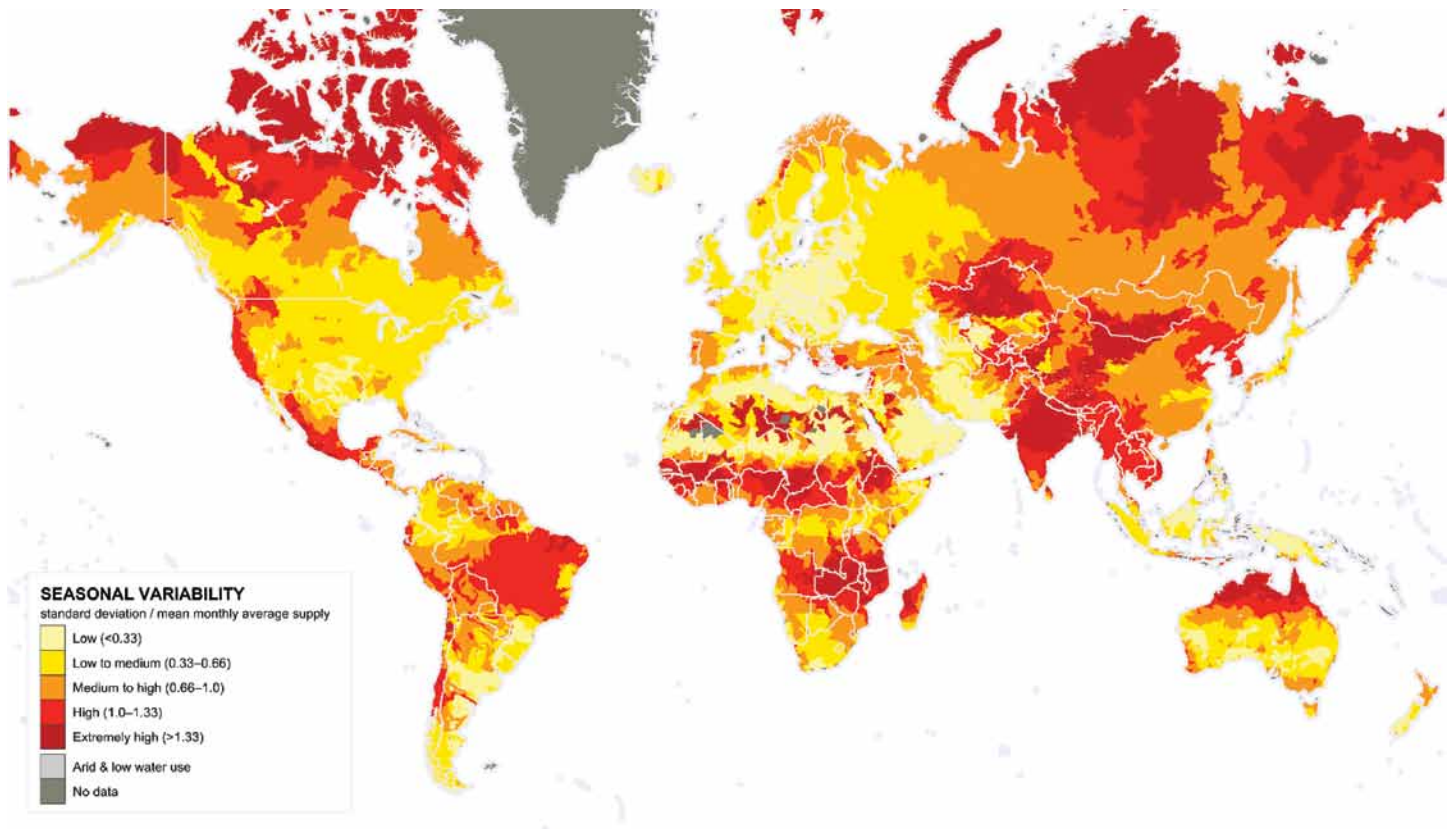 SEASONAL VARIABILITY
standard deviation / mean monthly average supply
Low (<0.33)
Low to medium (0.33–0.66)
Medium to high (0.66–1.0)
High (1.0–1.33)
Extremely high (>1.33)
Arid & low water use
No data